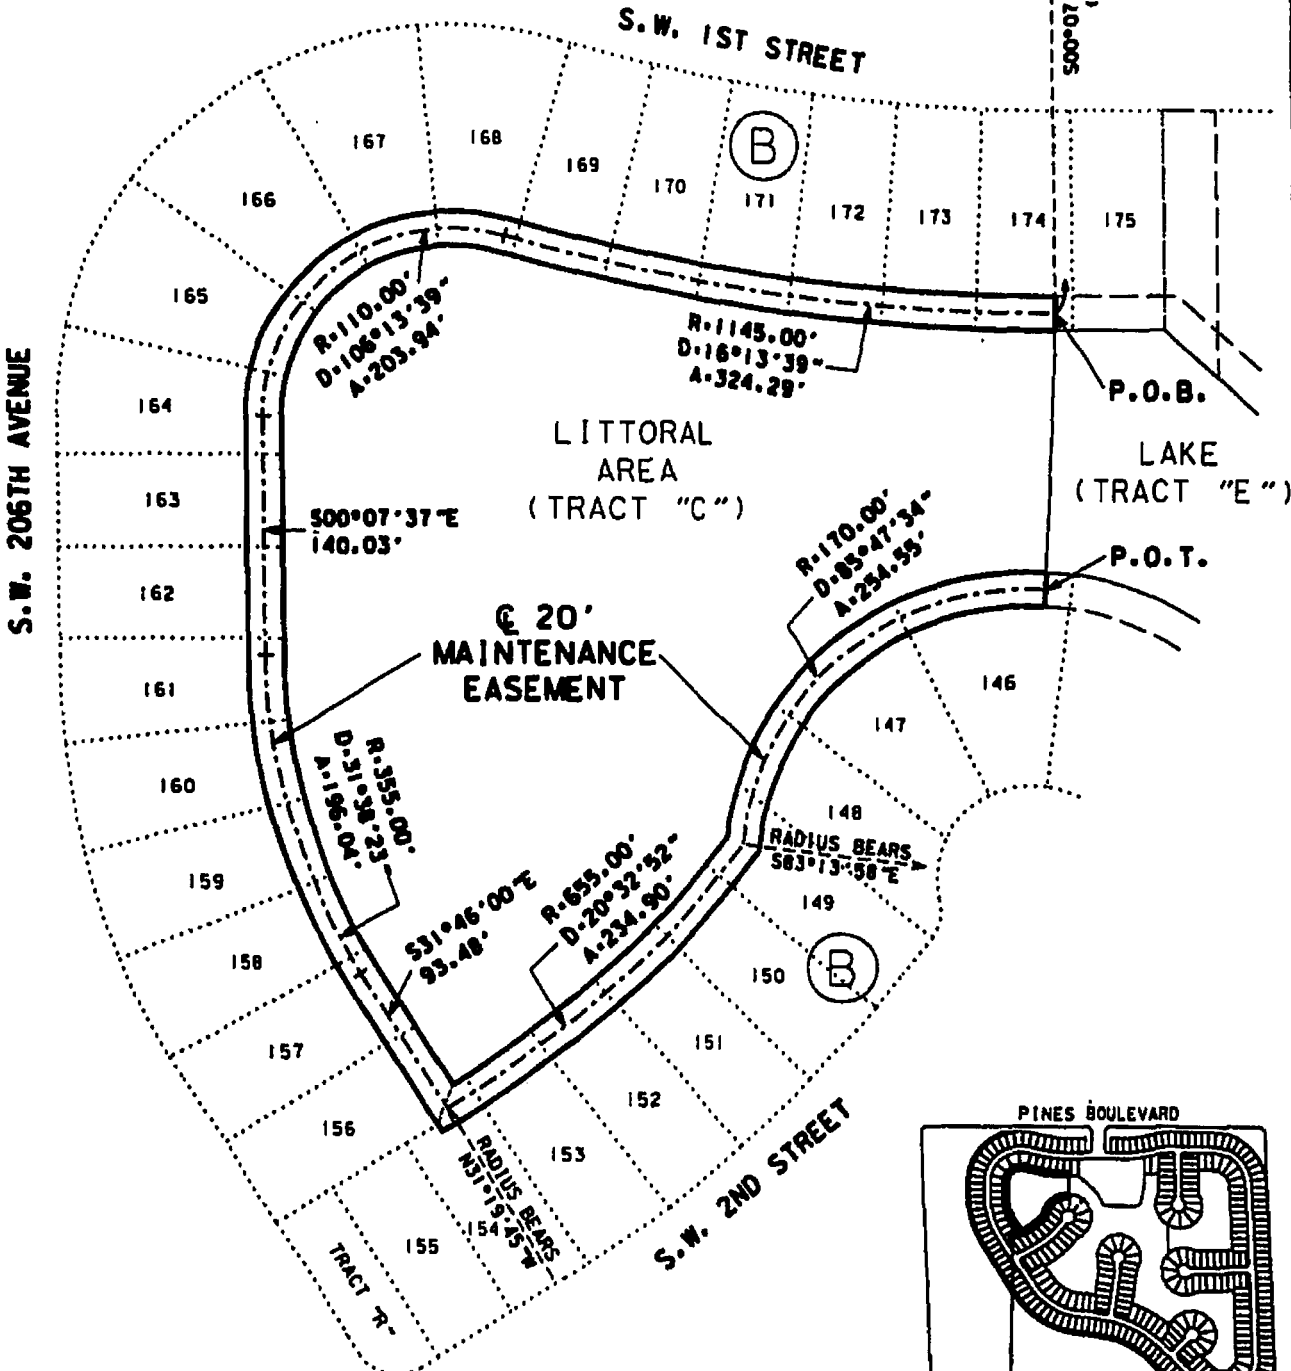 S.W. 1ST STREET
S00°07'
(
167
168
169
170
B
171
172
173
174
175
166
165
R=110.00'
D=106°13'39"
A=203.94'
R=1145.00'
D=16°13'39"
A=324.29'
P.O.B.
S.W. 206TH AVENUE
164
LITTORAL
AREA
(TRACT "C")
LAKE
(TRACT "E")
163
S00°07'37"E
140.03'
R=170.00'
D=85°47'34"
A=254.55'
P.O.T.
162
℄ 20'
MAINTENANCE
EASEMENT
161
146
147
160
R=355.00'
D=31°38'23"
A=196.04'
148
RADIUS BEARS
S83°13'58"E
159
149
S31°46'00"E
93.48'
R=655.00'
D=20°32'52"
A=234.90'
158
150
B
157
151
156
152
153
RADIUS BEARS
N31°19'45"W
154
155
S.W. 2ND STREET
TRACT "R"
PINES BOULEVARD